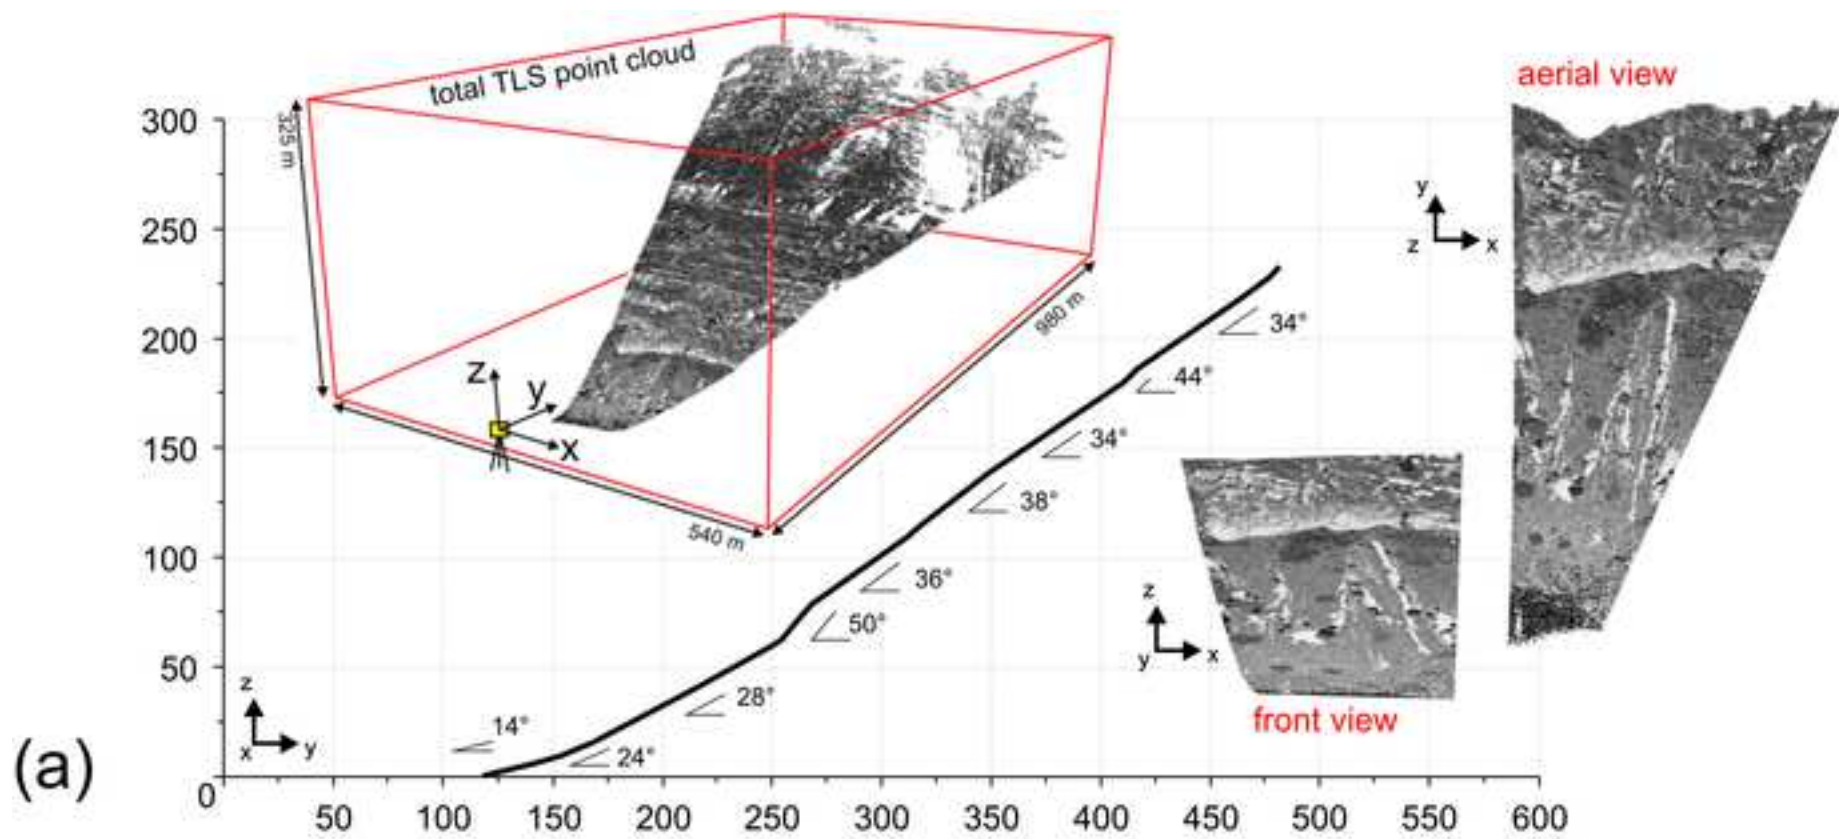 total TLS point cloud
aerial view
325 m
980 m
540 m
z
y
x
y
z x
300
250
200
150
100
50
0
34°
44°
34°
38°
36°
50°
28°
24°
14°
z
y x
front view
z
x y
(a)
50 100 150 200 250 300 350 400 450 500 550 600